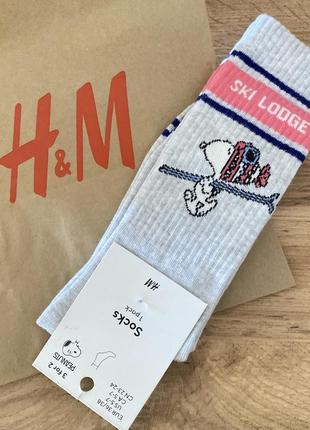 H&M
SKI LODGE
H&M
Socks
1 pack
3 for 2
PEANUTS
EUR 36/38
US 5-7
CA 5-7
CN 23-24